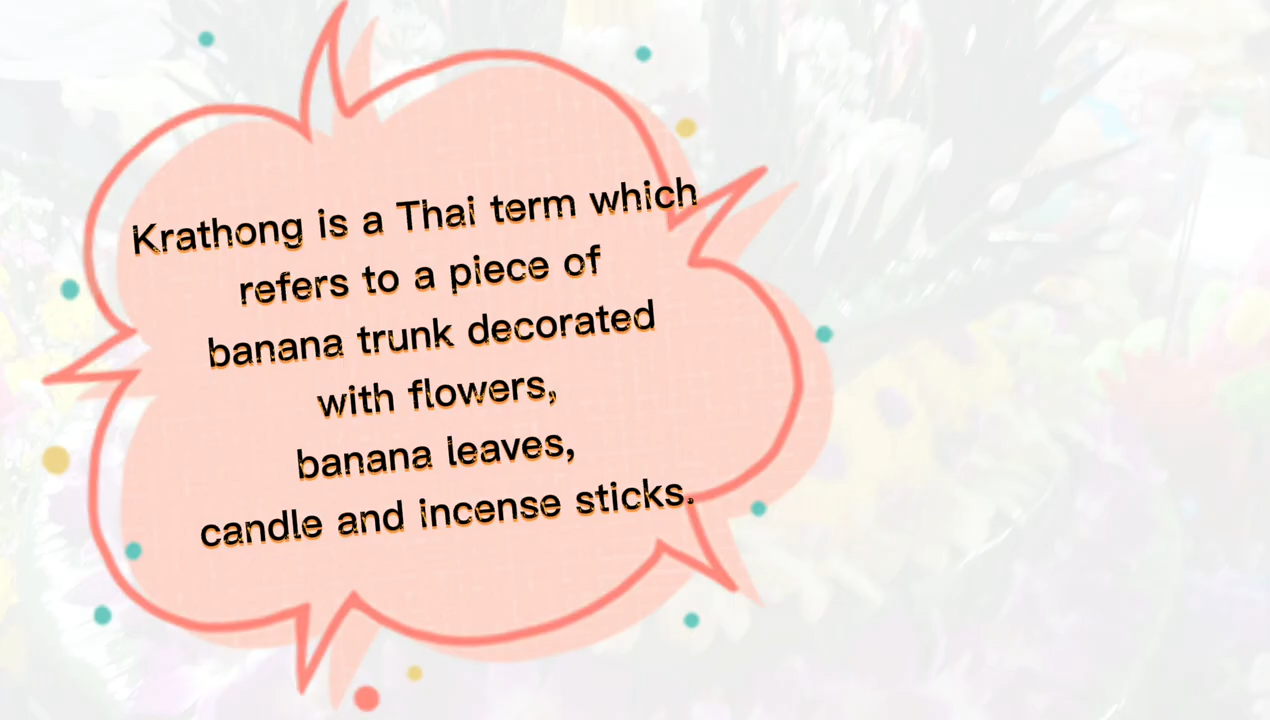 Krathong is a Thai term which
refers to a piece of
banana trunk decorated
with flowers,
banana leaves,
candle and incense sticks.